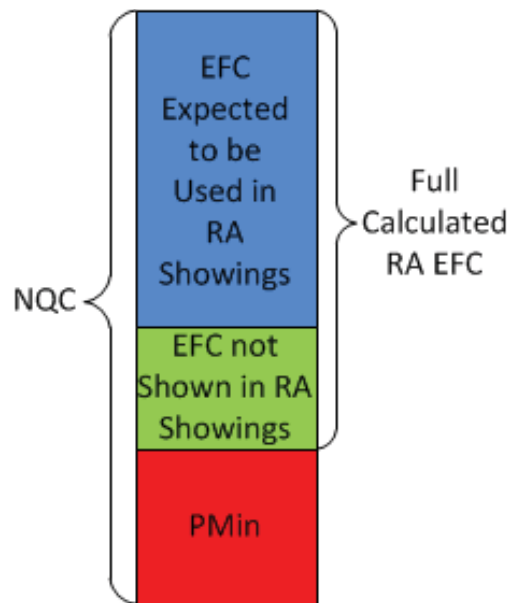 NQC
EFC
Expected
to be
Used in
RA
Showings
EFC not
Shown in RA
Showings
PMin
Full
Calculated
RA EFC